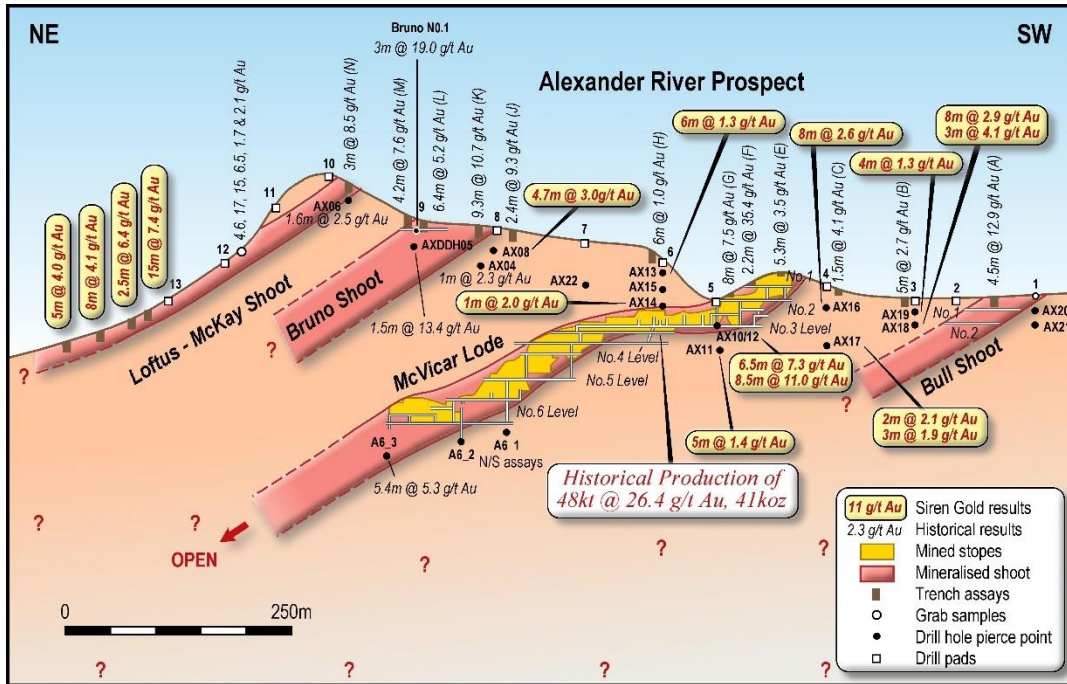 NE
SW
Bruno N0.1
3m @ 19.0 g/t Au
Alexander River Prospect
5m @ 4.0 g/t Au
8m @ 4.1 g/t Au
2.5m @ 6.4 g/t Au
15m @ 7.4 g/t Au
4.6, 17, 15, 6.5, 1.7 & 2.1 g/t Au
3m @ 8.5 g/t Au (N)
4.2m @ 7.6 g/t Au (M)
6.4m @ 5.2 g/t Au (L)
9.3m @ 10.7 g/t Au (K)
2.4m @ 9.3 g/t Au (J)
6m @ 1.0 g/t Au (H)
8m @ 7.5 g/t Au (G)
2.2m @ 35.4 g/t Au (F)
5.3m @ 3.5 g/t Au (E)
1.5m @ 4.1 g/t Au (C)
5m @ 2.7 g/t Au (B)
4.5m @ 12.9 g/t Au (A)
6m @ 1.3 g/t Au
8m @ 2.6 g/t Au
8m @ 2.9 g/t Au
3m @ 4.1 g/t Au
4m @ 1.3 g/t Au
4.7m @ 3.0g/t Au
1m @ 2.0 g/t Au
13
12
11
10
9
8
7
6
5
4
3
2
1
AX06
1.6m @ 2.5 g/t Au
AXDDH05
1.5m @ 13.4 g/t Au
AX08
AX04
1m @ 2.3 g/t Au
AX22
AX13
AX15
AX14
AX10/12
AX11
AX16
AX17
AX19
AX18
AX20
AX21
No.1
No.2
No.3 Level
No.4 Level
No.5 Level
No.6 Level
No.1
No.2
Loftus - McKay Shoot
Bruno Shoot
McVicar Lode
Bull Shoot
6.5m @ 7.3 g/t Au
8.5m @ 11.0 g/t Au
5m @ 1.4 g/t Au
2m @ 2.1 g/t Au
3m @ 1.9 g/t Au
A6_3
A6_2
A6_1
N/S assays
5.4m @ 5.3 g/t Au
Historical Production of
48kt @ 26.4 g/t Au, 41koz
OPEN
?
?
?
?
?
?
?
?
?
?
?
?
?
0
250m
11 g/t Au Siren Gold results
2.3 g/t Au Historical results
Mined stopes
Mineralised shoot
Trench assays
Grab samples
Drill hole pierce point
Drill pads